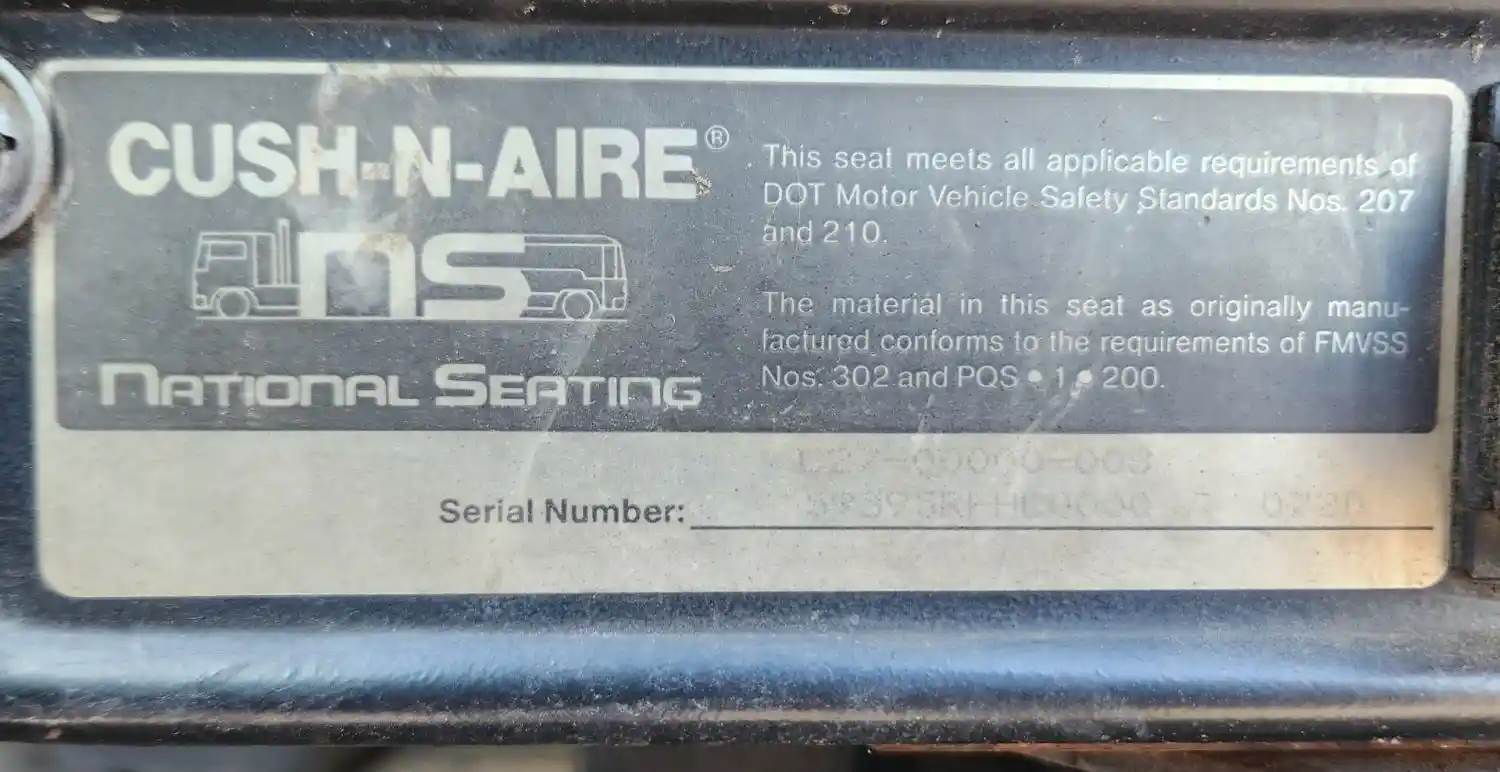 CUSH-N-AIRE®
ns
NATIONAL SEATING
This seat meets all applicable requirements of
DOT Motor Vehicle Safety Standards Nos. 207
and 210.
The material in this seat as originally manu-
factured conforms to the requirements of FMVSS
Nos. 302 and PQS • 1 • 200.
Serial Number: